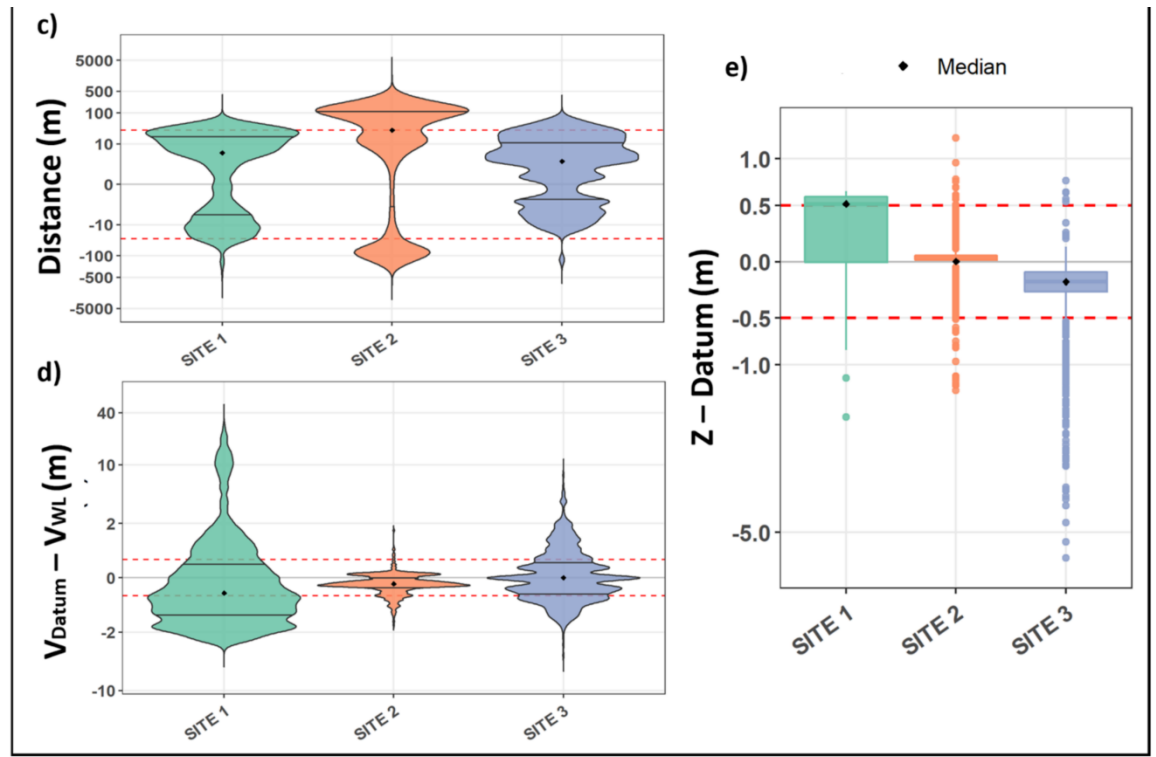 c)
Distance (m)
5000
500
100
10
0
-10
-100
-500
-5000
SITE 1
SITE 2
SITE 3
d)
VDatum – VWL (m)
40
10
2
0
-2
-10
SITE 1
SITE 2
SITE 3
e)
Median
Z – Datum (m)
1.0
0.5
0.0
-0.5
-1.0
-5.0
SITE 1
SITE 2
SITE 3